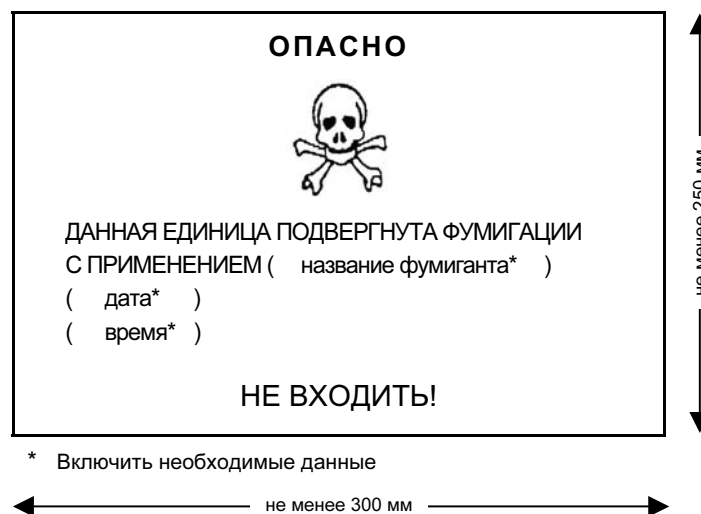 ОПАСНО
ДАННАЯ ЕДИНИЦА ПОДВЕРГНУТА ФУМИГАЦИИ
С ПРИМЕНЕНИЕМ ( название фумиганта* )
( дата* )
( время* )
НЕ ВХОДИТЬ!
* Включить необходимые данные
не менее 300 мм
не менее 250 мм